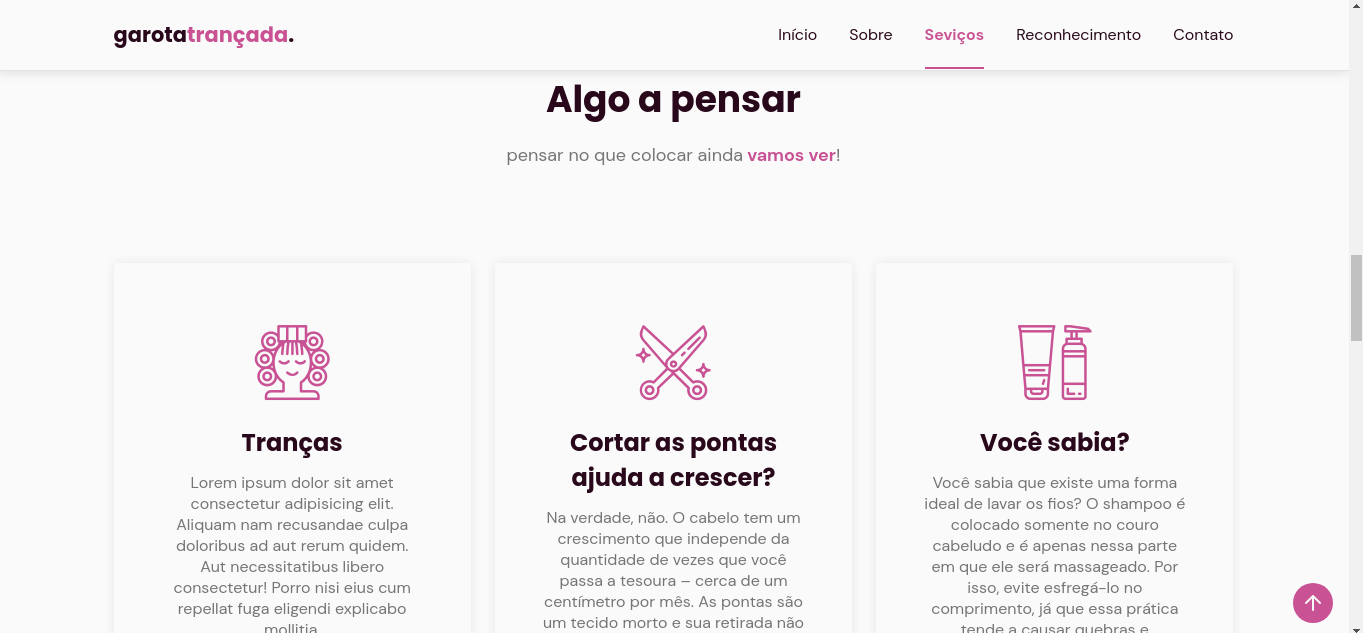 garotatrançada.
Início Sobre Seviços Reconhecimento Contato
Algo a pensar
pensar no que colocar ainda vamos ver!
Tranças
Lorem ipsum dolor sit amet
consectetur adipisicing elit.
Aliquam nam recusandae culpa
doloribus ad aut rerum quidem.
Aut necessitatibus libero
consectetur! Porro nisi eius cum
repellat fuga eligendi explicabo
mollitia
Cortar as pontas
ajuda a crescer?
Na verdade, não. O cabelo tem um
crescimento que independe da
quantidade de vezes que você
passa a tesoura – cerca de um
centímetro por mês. As pontas são
um tecido morto e sua retirada não
Você sabia?
Você sabia que existe uma forma
ideal de lavar os fios? O shampoo é
colocado somente no couro
cabeludo e é apenas nessa parte
em que ele será massageado. Por
isso, evite esfregá-lo no
comprimento, já que essa prática
tende a causar quebras e